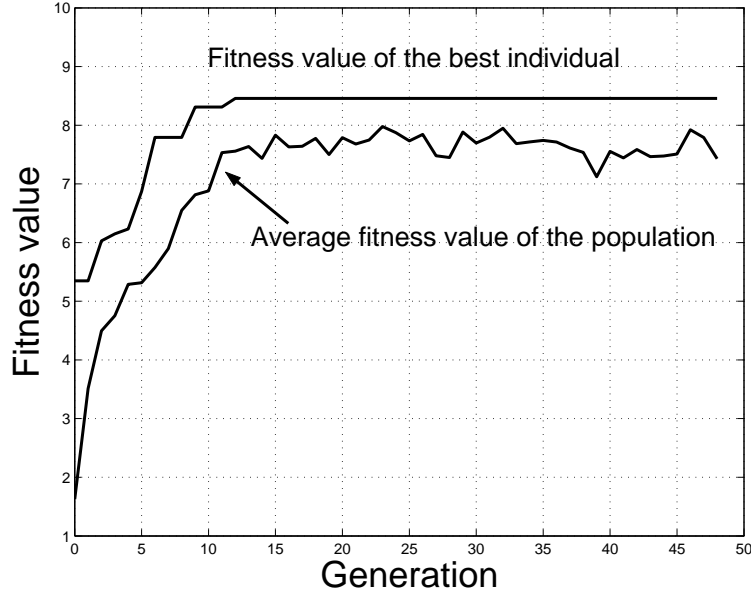 10
9
8
7
6
5
4
3
2
1
Fitness value
Fitness value of the best individual
Average fitness value of the population
0 5 10 15 20 25 30 35 40 45 50
Generation